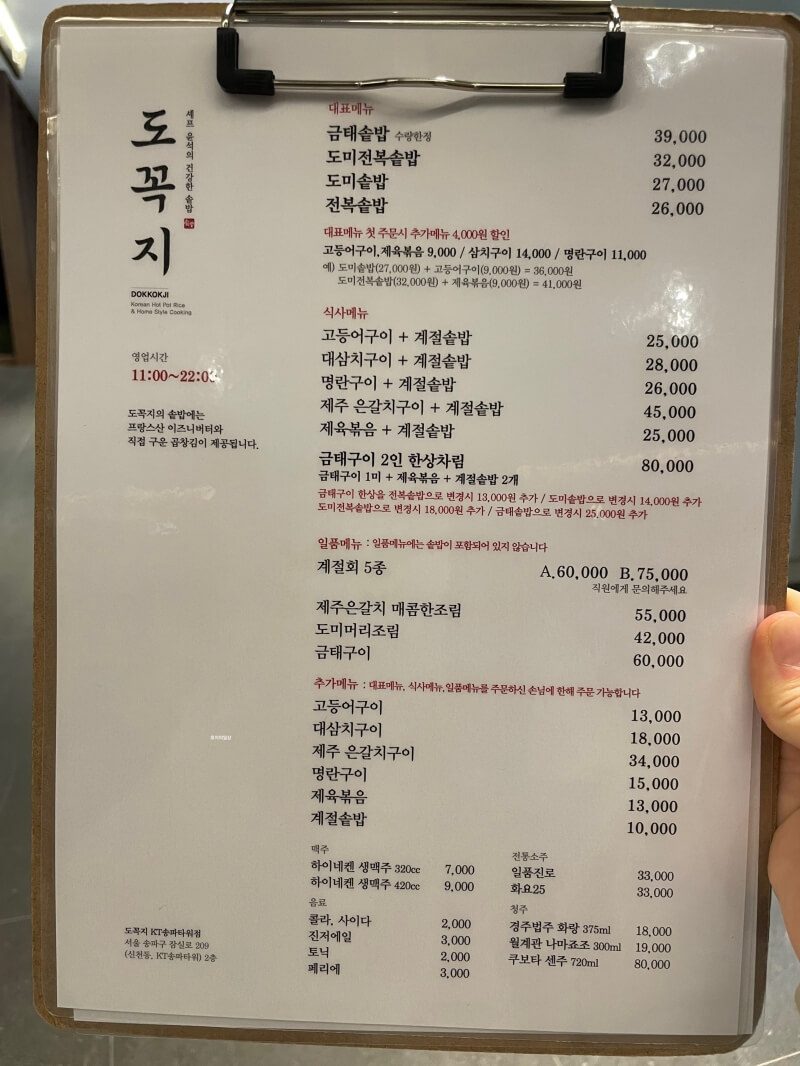 도꼭지
셰프 윤석의 건강한 솥밥
DOKKOKJI
Korean Hot Pot Rice
& Home Style Cooking
영업시간
11:00~22:00
도꼭지의 솥밥에는
프랑스산 이즈니버터와
직접 구운 곱창김이 제공됩니다.
도꼭지 KT송파타워점
서울 송파구 잠실로 209
(신천동, KT송파타워) 2층
대표메뉴
금태솥밥 수량한정 39,000
도미전복솥밥 32,000
도미솥밥 27,000
전복솥밥 26,000
대표메뉴 첫 주문시 추가메뉴 4,000원 할인
고등어구이,제육볶음 9,000 / 삼치구이 14,000 / 명란구이 11,000
예) 도미솥밥(27,000원) + 고등어구이(9,000원) = 36,000원
도미전복솥밥(32,000원) + 제육볶음(9,000원) = 41,000원
식사메뉴
고등어구이 + 계절솥밥 25,000
대삼치구이 + 계절솥밥 28,000
명란구이 + 계절솥밥 26,000
제주 은갈치구이 + 계절솥밥 45,000
제육볶음 + 계절솥밥 25,000
금태구이 2인 한상차림 80,000
금태구이 1미 + 제육볶음 + 계절솥밥 2개
금태구이 한상을 전복솥밥으로 변경시 13,000원 추가 / 도미솥밥으로 변경시 14,000원 추가
도미전복솥밥으로 변경시 18,000원 추가 / 금태솥밥으로 변경시 25,000원 추가
일품메뉴 : 일품메뉴에는 솥밥이 포함되어 있지 않습니다
계절회 5종 A.60,000 B.75,000
직원에게 문의해주세요
제주은갈치 매콤한조림 55,000
도미머리조림 42,000
금태구이 60,000
추가메뉴 : 대표메뉴, 식사메뉴,일품메뉴를 주문하신 손님에 한해 주문 가능합니다
고등어구이 13,000
대삼치구이 18,000
제주 은갈치구이 34,000
명란구이 15,000
제육볶음 13,000
계절솥밥 10,000
맥주
하이네켄 생맥주 320cc 7,000
하이네켄 생맥주 420cc 9,000
음료
콜라, 사이다 2,000
진저에일 3,000
토닉 2,000
페리에 3,000
전통소주
일품진로 33,000
화요25 33,000
청주
경주법주 화랑 375ml 18,000
월계관 나마죠조 300ml 19,000
쿠보타 센주 720ml 80,000